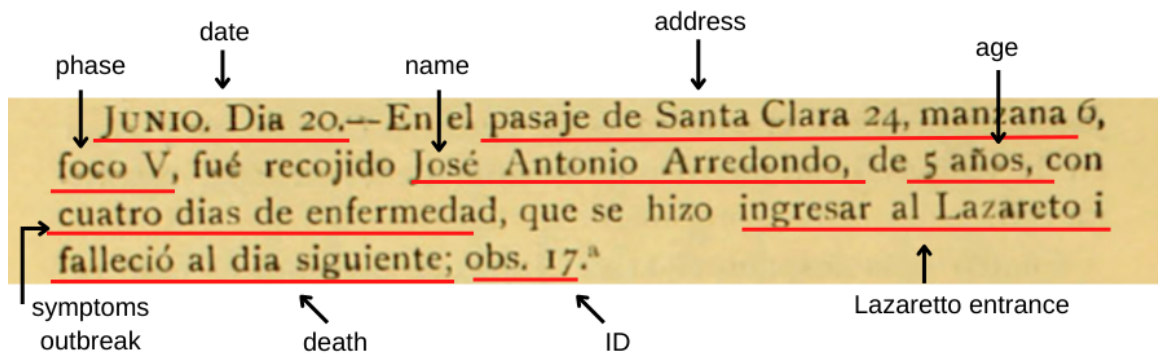 address
date
age
phase
name
JUNIO. Dia 20.—En el pasaje de Santa Clara 24, manzana 6,
foco V, fué recojido José Antonio Arredondo, de 5 años, con
cuatro dias de enfermedad, que se hizo ingresar al Lazareto i
falleció al dia siguiente; obs. 17.ª
symptoms
outbreak
death
ID
Lazaretto entrance